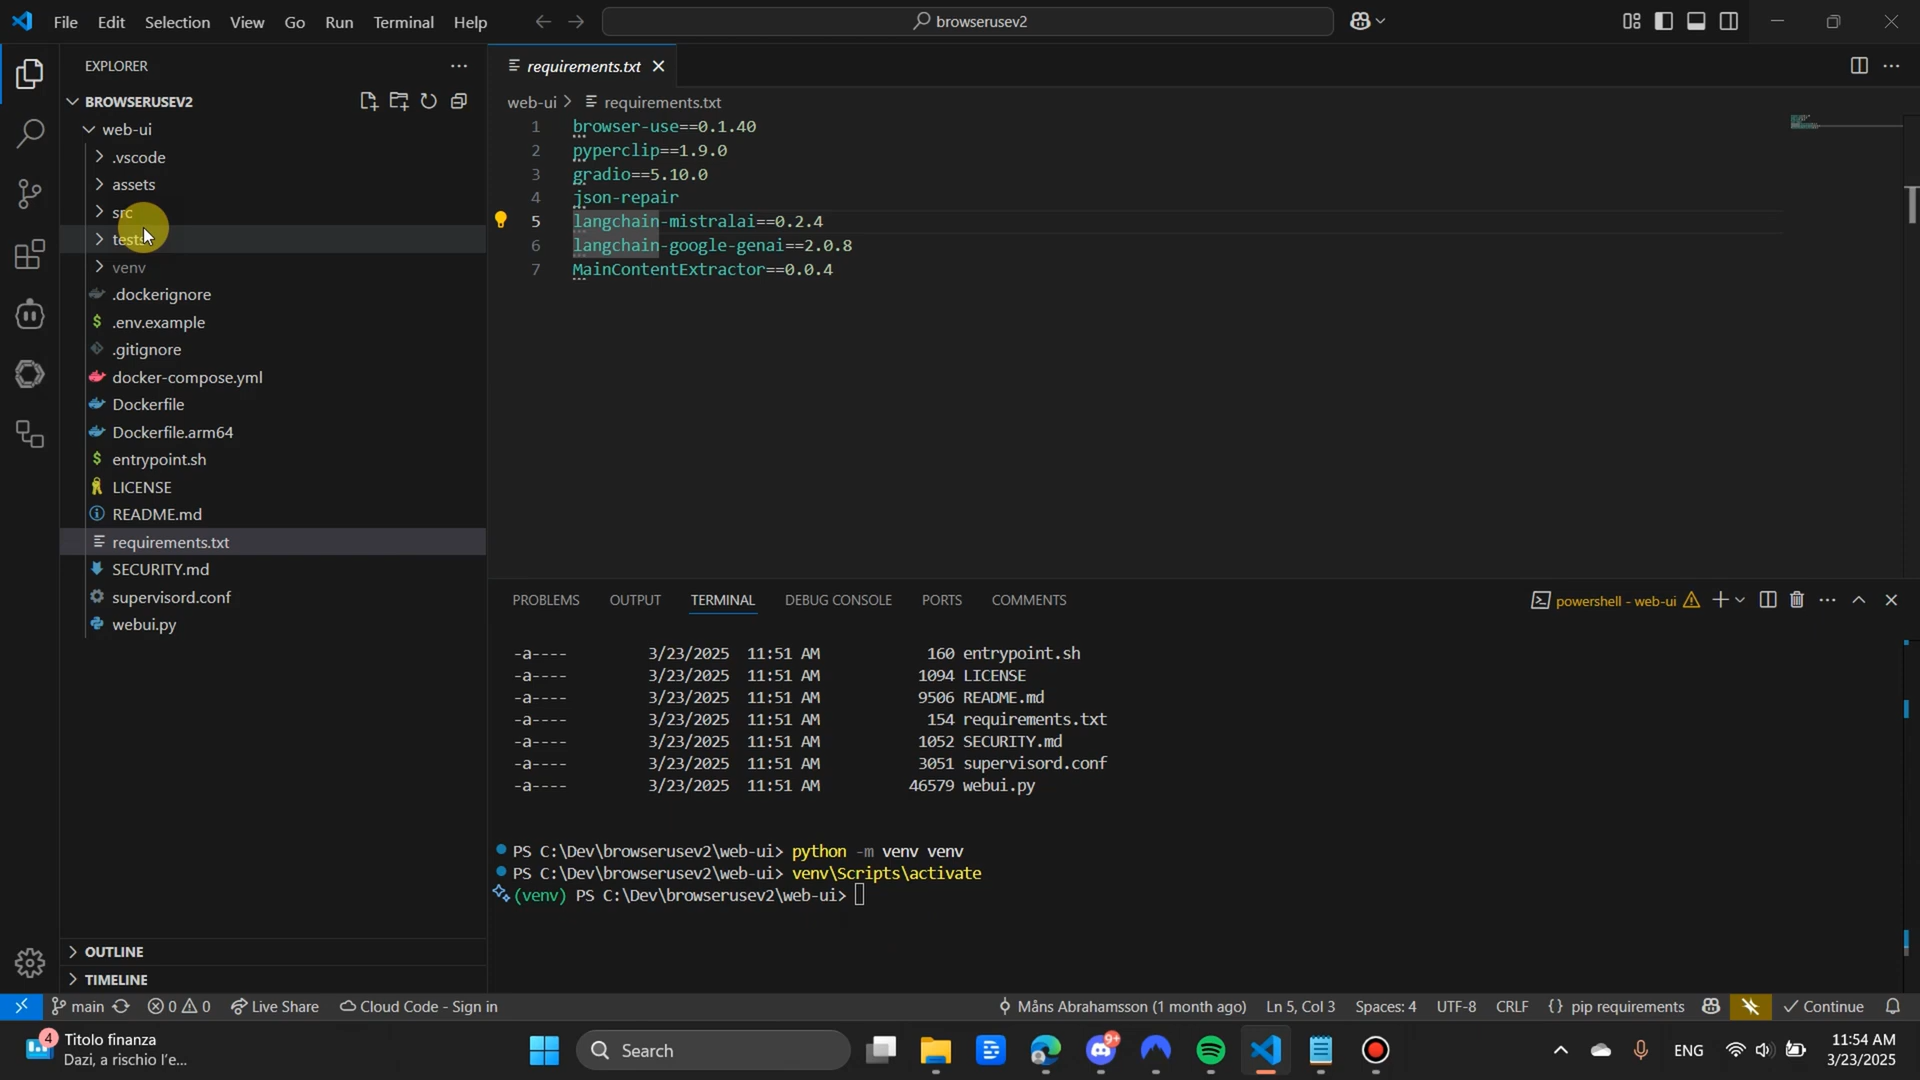 File Edit Selection View Go Run Terminal Help
browserusev2
EXPLORER
BROWSERUSEV2
web-ui
.vscode
assets
src
tests
venv
.dockerignore
.env.example
.gitignore
docker-compose.yml
Dockerfile
Dockerfile.arm64
entrypoint.sh
LICENSE
README.md
requirements.txt
SECURITY.md
supervisord.conf
webui.py
OUTLINE
TIMELINE
requirements.txt
web-ui > requirements.txt
1 browser-use==0.1.40
2 pyperclip==1.9.0
3 gradio==5.10.0
4 json-repair
5 langchain-mistralai==0.2.4
6 langchain-google-genai==2.0.8
7 MainContentExtractor==0.0.4
PROBLEMS OUTPUT TERMINAL DEBUG CONSOLE PORTS COMMENTS
powershell - web-ui
-a---- 3/23/2025 11:51 AM 160 entrypoint.sh
-a---- 3/23/2025 11:51 AM 1094 LICENSE
-a---- 3/23/2025 11:51 AM 9506 README.md
-a---- 3/23/2025 11:51 AM 154 requirements.txt
-a---- 3/23/2025 11:51 AM 1052 SECURITY.md
-a---- 3/23/2025 11:51 AM 3051 supervisord.conf
-a---- 3/23/2025 11:51 AM 46579 webui.py
PS C:\Dev\browserusev2\web-ui> python -m venv venv
PS C:\Dev\browserusev2\web-ui> venv\Scripts\activate
(venv) PS C:\Dev\browserusev2\web-ui>
main 0 0 Live Share Cloud Code - Sign in
Måns Abrahamsson (1 month ago) Ln 5, Col 3 Spaces: 4 UTF-8 CRLF {} pip requirements Continue
4
Titolo finanza
Dazi, a rischio l'e...
Search
9+
ENG
11:54 AM
3/23/2025